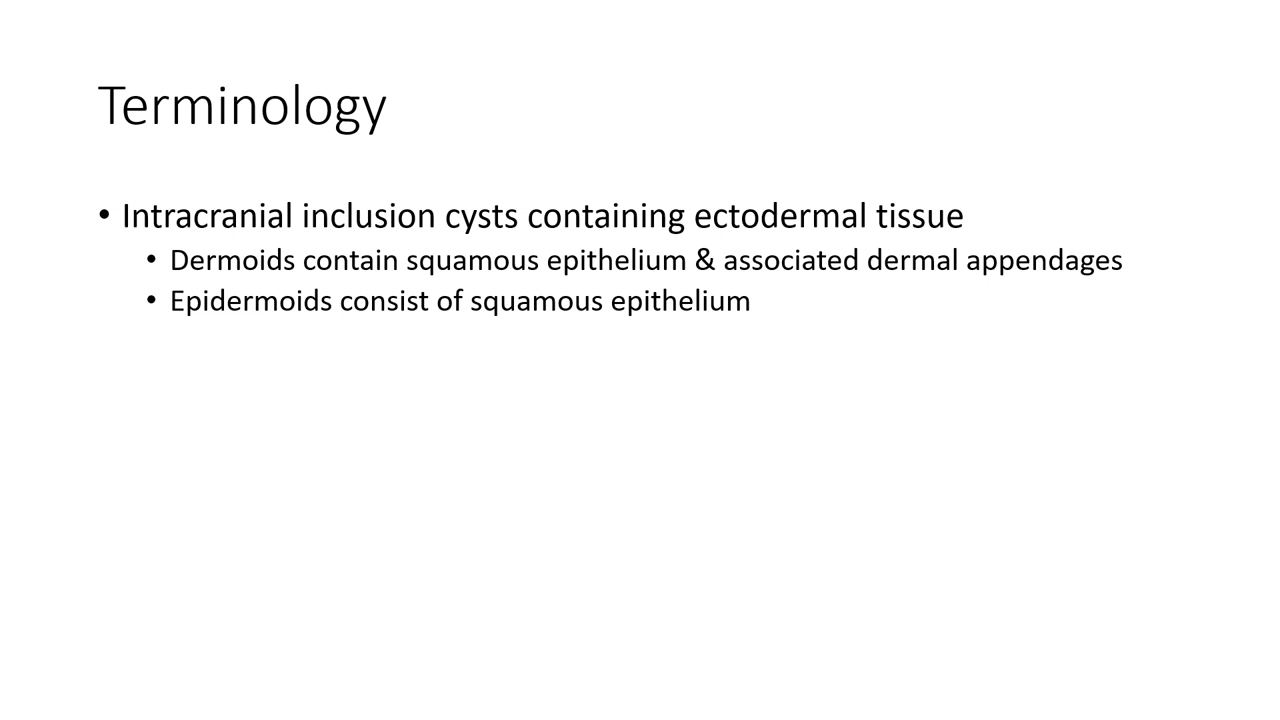 Terminology
• Intracranial inclusion cysts containing ectodermal tissue
• Dermoids contain squamous epithelium & associated dermal appendages
• Epidermoids consist of squamous epithelium